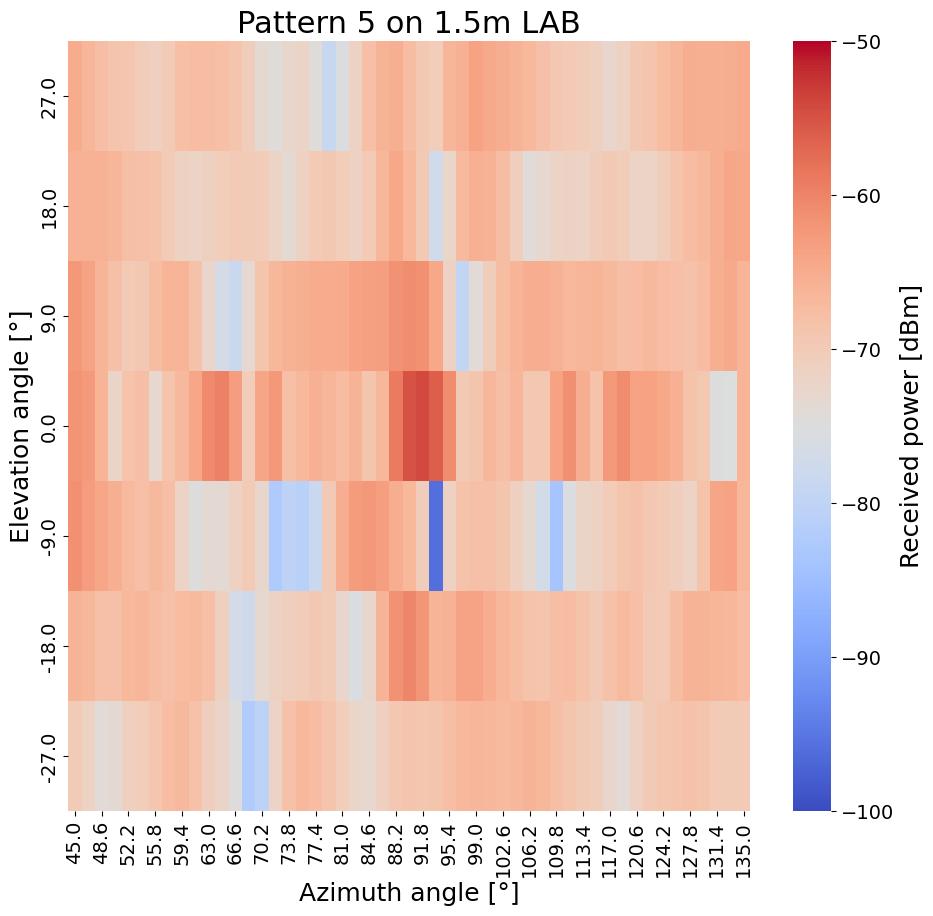 Pattern 5 on 1.5m LAB
Elevation angle [°]
27.0
18.0
9.0
0.0
-9.0
-18.0
-27.0
45.0 48.6 52.2 55.8 59.4 63.0 66.6 70.2 73.8 77.4 81.0 84.6 88.2 91.8 95.4 99.0 102.6 106.2 109.8 113.4 117.0 120.6 124.2 127.8 131.4 135.0
Azimuth angle [°]
−50
−60
−70
−80
−90
−100
Received power [dBm]